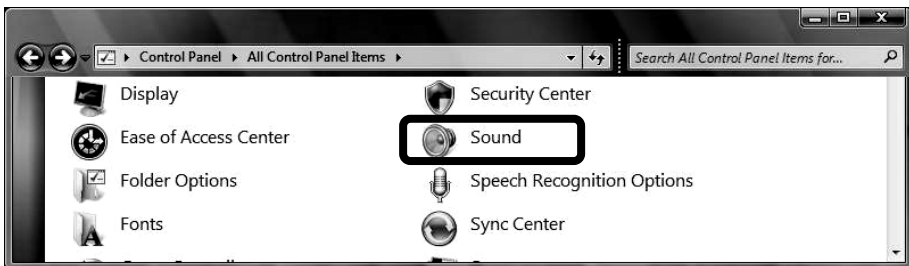 Control Panel All Control Panel Items Search All Control Panel Items for...
Display Security Center
Ease of Access Center Sound
Folder Options Speech Recognition Options
Fonts Sync Center